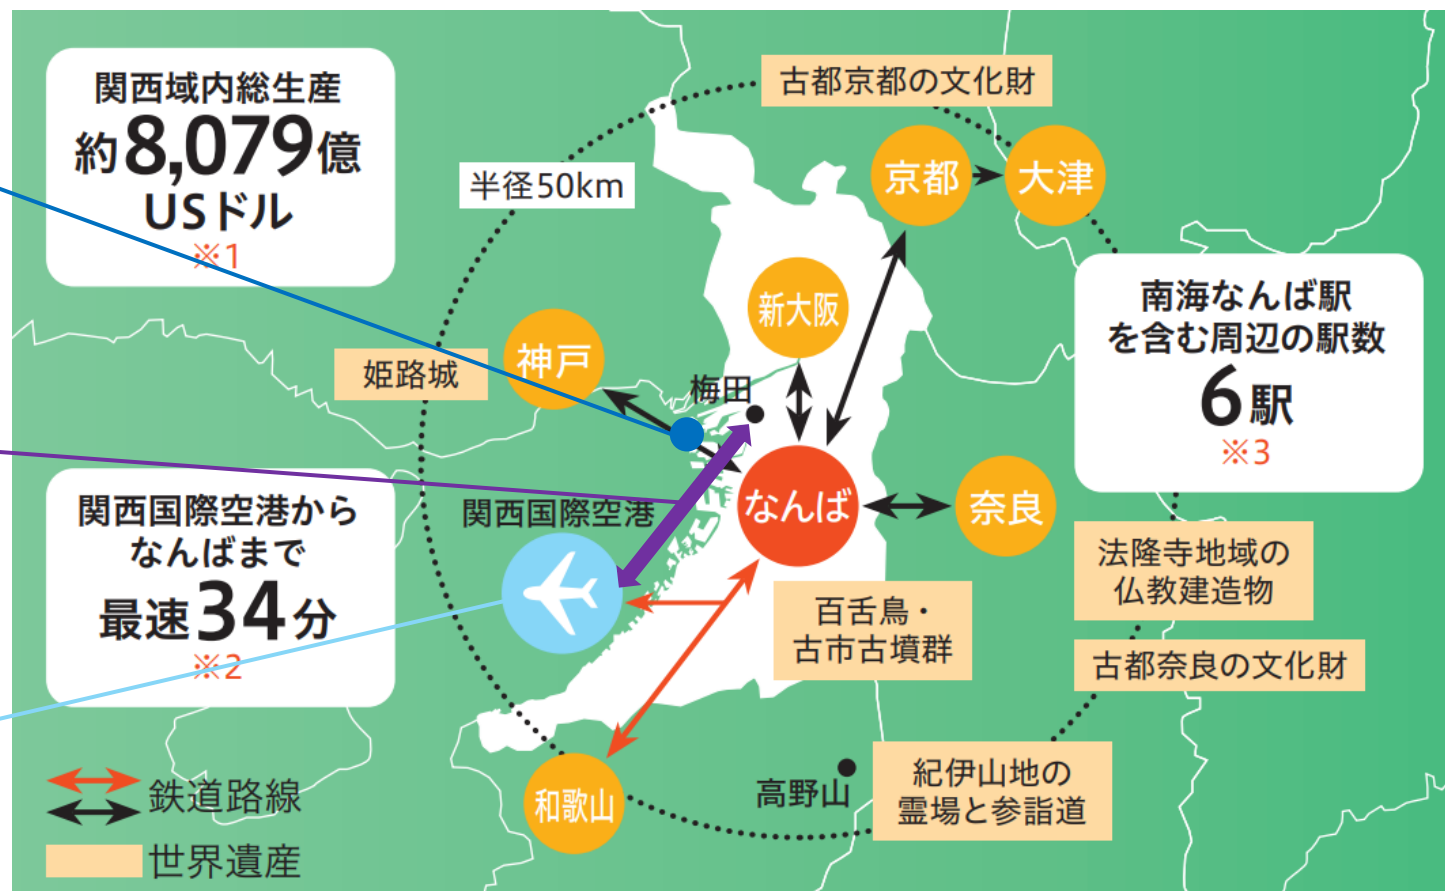 関西域内総生産
約8,079億
USドル
※1
古都京都の文化財
半径50km
京都
大津
新大阪
南海なんば駅
を含む周辺の駅数
6駅
※3
神戸
姫路城
梅田
関西国際空港から
なんばまで
最速34分
※2
関西国際空港
なんば
奈良
法隆寺地域の
仏教建造物
百舌鳥・
古市古墳群
古都奈良の文化財
和歌山
高野山
紀伊山地の
霊場と参詣道
鉄道路線
世界遺産